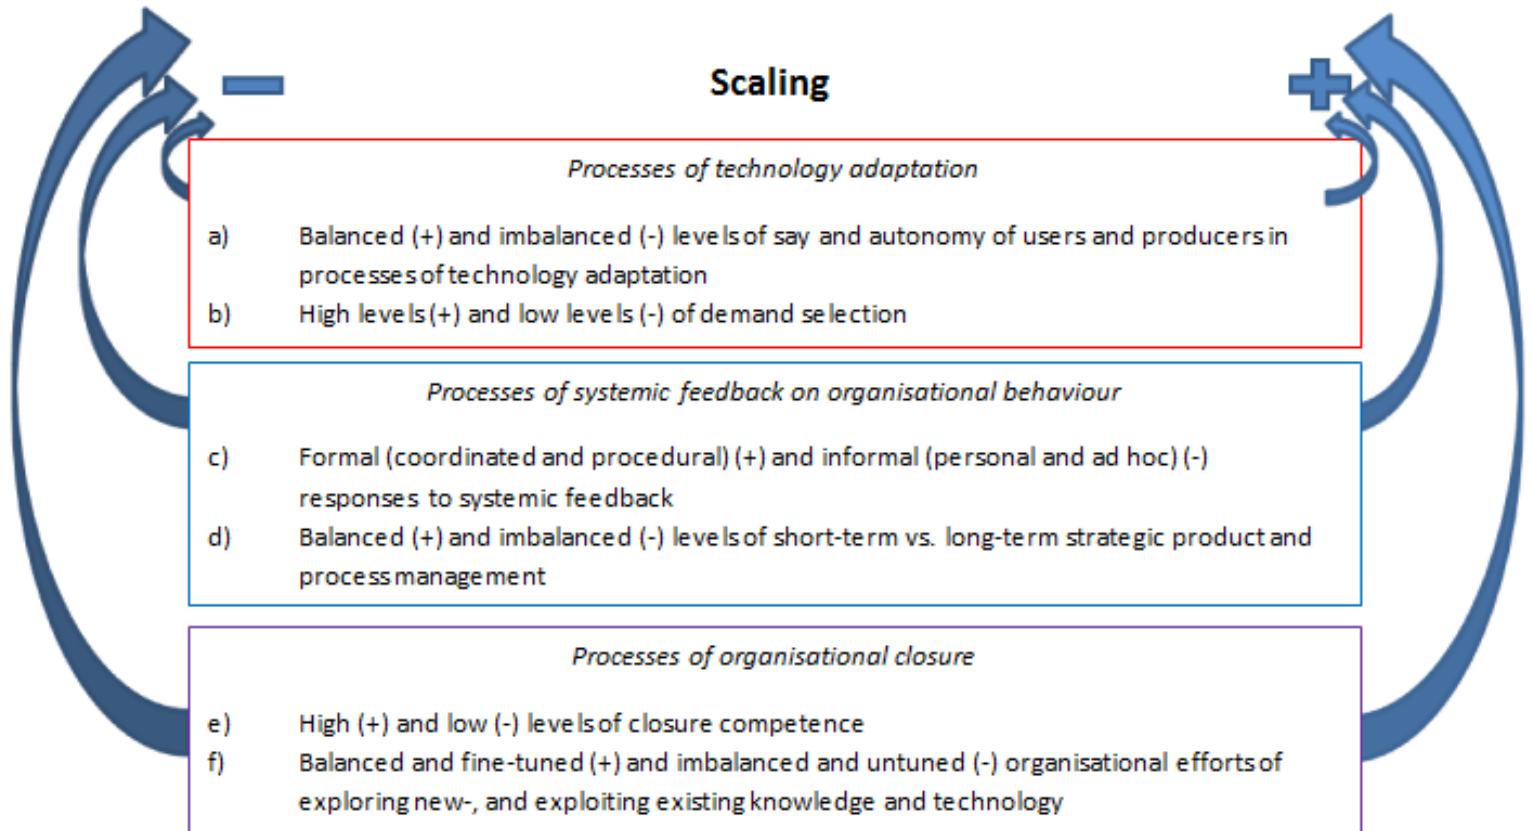 Scaling
Processes of technology adaptation
a) Balanced (+) and imbalanced (-) levels of say and autonomy of users and producers in
processes of technology adaptation
b) High levels (+) and low levels (-) of demand selection
Processes of systemic feedback on organisational behaviour
c) Formal (coordinated and procedural) (+) and informal (personal and ad hoc) (-)
responses to systemic feedback
d) Balanced (+) and imbalanced (-) levels of short-term vs. long-term strategic product and
process management
Processes of organisational closure
e) High (+) and low (-) levels of closure competence
f) Balanced and fine-tuned (+) and imbalanced and untuned (-) organisational efforts of
exploring new-, and exploiting existing knowledge and technology